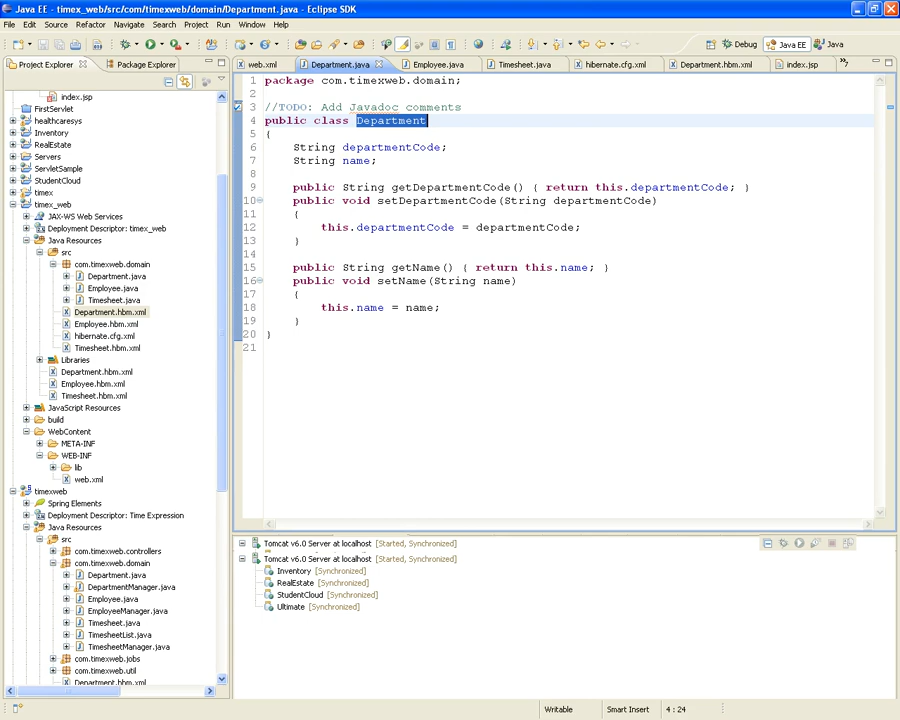 Java EE - timex_web/src/com/timexweb/domain/Department.java - Eclipse SDK
File Edit Source Refactor Navigate Search Project Run Window Help
Debug Java EE Java
Project Explorer Package Explorer
web.xml Department.java Employee.java Timesheet.java hibernate.cfg.xml Department.hbm.xml index.jsp »7
index.jsp
FirstServlet
healthcaresys
Inventory
RealEstate
Servers
ServletSample
StudentCloud
timex
timex_web
JAX-WS Web Services
Deployment Descriptor: timex_web
Java Resources
src
com.timexweb.domain
Department.java
Employee.java
Timesheet.java
Department.hbm.xml
Employee.hbm.xml
hibernate.cfg.xml
Timesheet.hbm.xml
Libraries
Department.hbm.xml
Employee.hbm.xml
Timesheet.hbm.xml
JavaScript Resources
build
WebContent
META-INF
WEB-INF
lib
web.xml
timexweb
Spring Elements
Deployment Descriptor: Time Expression
Java Resources
src
com.timexweb.controllers
com.timexweb.domain
Department.java
DepartmentManager.java
Employee.java
EmployeeManager.java
Timesheet.java
TimesheetList.java
TimesheetManager.java
com.timexweb.jobs
com.timexweb.util
Department.hbm.xml
1 package com.timexweb.domain;
2
3 //TODO: Add Javadoc comments
4 public class Department
5 {
6 String departmentCode;
7 String name;
8
9 public String getDepartmentCode() { return this.departmentCode; }
10 public void setDepartmentCode(String departmentCode)
11 {
12 this.departmentCode = departmentCode;
13 }
14
15 public String getName() { return this.name; }
16 public void setName(String name)
17 {
18 this.name = name;
19 }
20 }
21
Tomcat v6.0 Server at localhost [Started, Synchronized]
Tomcat v6.0 Server at localhost [Started, Synchronized]
Inventory [Synchronized]
RealEstate [Synchronized]
StudentCloud [Synchronized]
Ultimate [Synchronized]
Writable Smart Insert 4 : 24